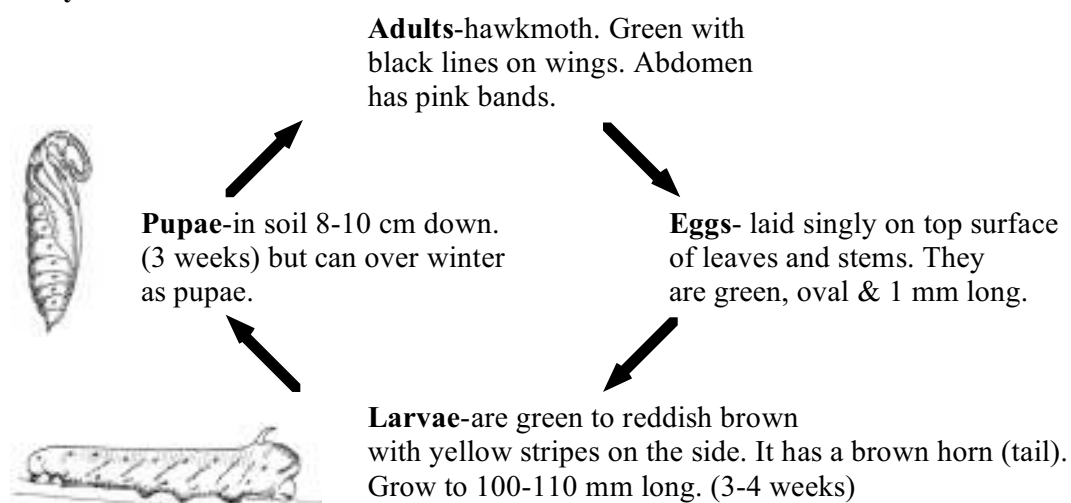 Adults-hawkmoth. Green with
black lines on wings. Abdomen
has pink bands.
Pupae-in soil 8-10 cm down.
(3 weeks) but can over winter
as pupae.
Eggs- laid singly on top surface
of leaves and stems. They
are green, oval & 1 mm long.
Larvae-are green to reddish brown
with yellow stripes on the side. It has a brown horn (tail).
Grow to 100-110 mm long. (3-4 weeks)